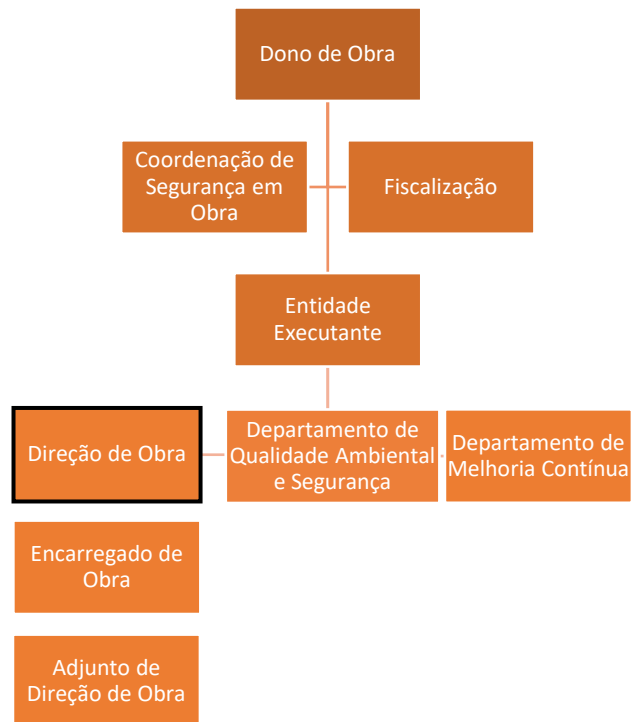 Dono de Obra
Coordenação de
Segurança em
Obra
Fiscalização
Entidade
Executante
Direção de Obra
Departamento de
Qualidade Ambiental
e Segurança
Departamento de
Melhoria Contínua
Encarregado de
Obra
Adjunto de
Direção de Obra